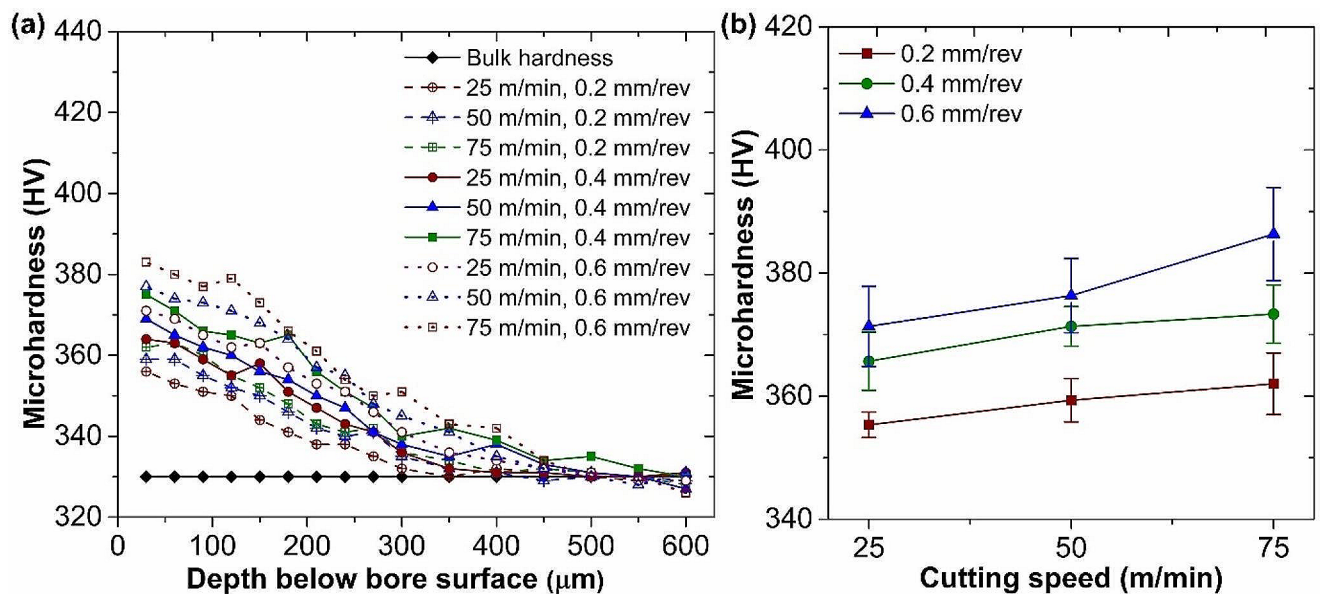 (a)
440
420
400
380
360
340
320
0
100
200
300
400
500
600
Microhardness (HV)
Depth below bore surface (μm)
Bulk hardness
25 m/min, 0.2 mm/rev
50 m/min, 0.2 mm/rev
75 m/min, 0.2 mm/rev
25 m/min, 0.4 mm/rev
50 m/min, 0.4 mm/rev
75 m/min, 0.4 mm/rev
25 m/min, 0.6 mm/rev
50 m/min, 0.6 mm/rev
75 m/min, 0.6 mm/rev
(b)
420
400
380
360
340
25
50
75
Microhardness (HV)
Cutting speed (m/min)
0.2 mm/rev
0.4 mm/rev
0.6 mm/rev